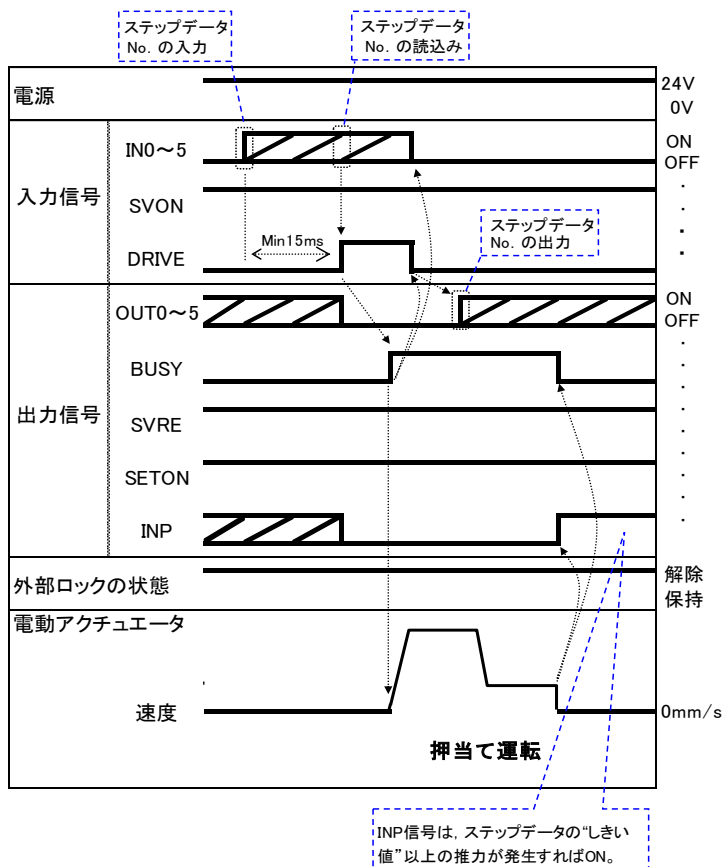 ステップデータ
No. の入力
ステップデータ
No. の読込み
電源
24V
0V
入力信号
IN0～5
ON
OFF
SVON
DRIVE
Min15ms
ステップデータ
No. の出力
出力信号
OUT0～5
ON
OFF
BUSY
SVRE
SETON
INP
外部ロックの状態
解除
保持
電動アクチュエータ
速度
0mm/s
押当て運転
INP信号は, ステップデータの“しきい
値”以上の推力が発生すればON。